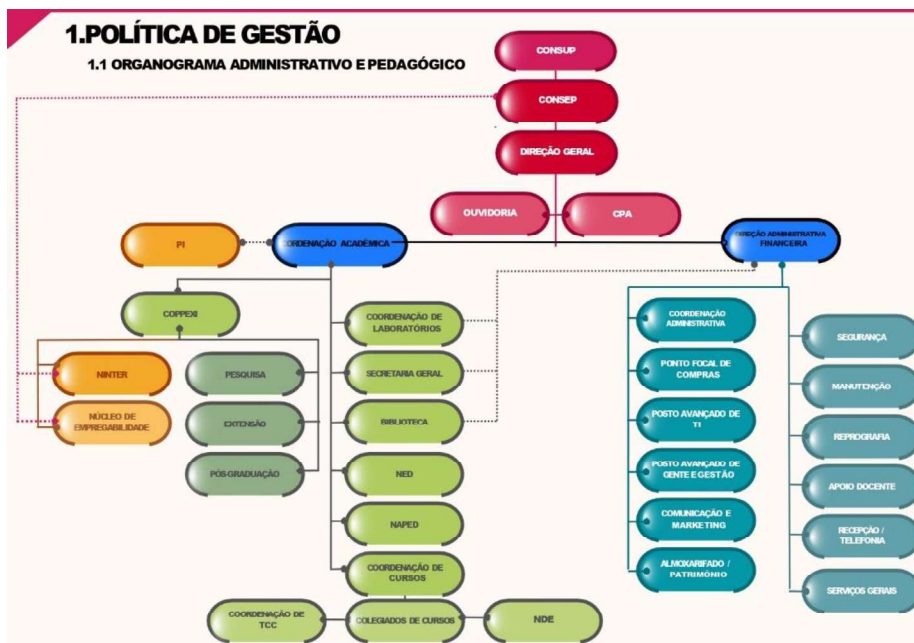 1.POLÍTICA DE GESTÃO
1.1 ORGANOGRAMA ADMINISTRATIVO E PEDAGÓGICO
CONSUP
CONSEP
DIREÇÃO GERAL
OUVIDORIA
CPA
PI
COORDENAÇÃO ACADÊMICA
DIREÇÃO ADMINISTRATIVA
FINANCEIRA
COPPEXI
NINTER
NÚCLEO DE
EMPREGABILIDADE
PESQUISA
EXTENSÃO
PÓS-GRADUAÇÃO
COORDENAÇÃO DE
LABORATÓRIOS
SECRETARIA GERAL
BIBLIOTECA
NED
NAPED
COORDENAÇÃO DE
CURSOS
COORDENAÇÃO DE
TCC
COLEGIADOS DE CURSOS
NDE
COORDENAÇÃO
ADMINISTRATIVA
PONTO FOCAL DE
COMPRAS
POSTO AVANÇADO DE
TI
POSTO AVANÇADO DE
GENTE E GESTÃO
COMUNICAÇÃO E
MARKETING
ALMOXARIFADO /
PATRIMÔNIO
SEGURANÇA
MANUTENÇÃO
REPROGRAFIA
APOIO DOCENTE
RECEPÇÃO /
TELEFONIA
SERVIÇOS GERAIS